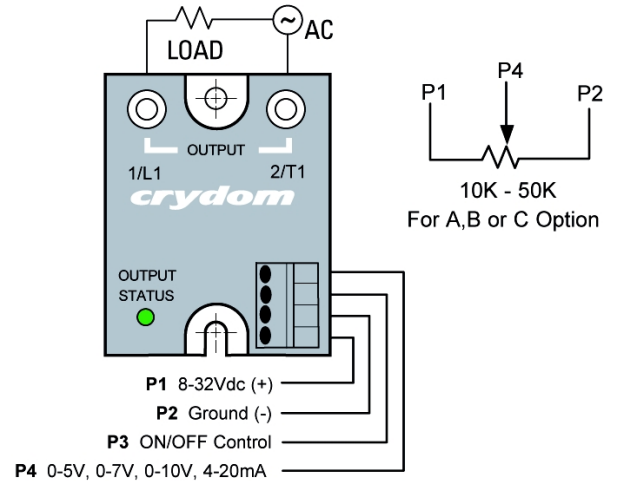 AC
LOAD
OUTPUT
1/L1
2/T1
crydom
OUTPUT
STATUS
P1 8-32Vdc (+)
P2 Ground (-)
P3 ON/OFF Control
P4 0-5V, 0-7V, 0-10V, 4-20mA
P4
P1
P2
10K - 50K
For A,B or C Option